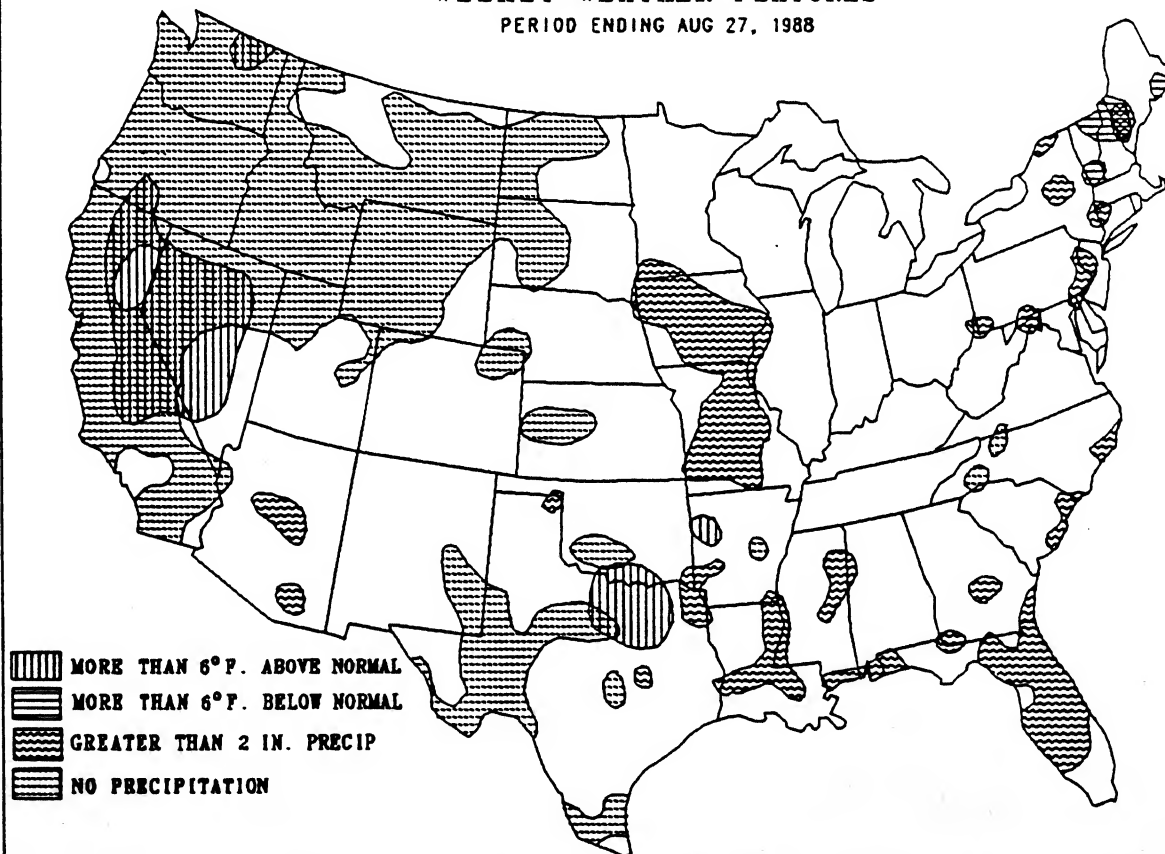 PERIOD ENDING AUG 27, 1988
MORE THAN 6°F. ABOVE NORMAL
MORE THAN 6°F. BELOW NORMAL
GREATER THAN 2 IN. PRECIP
NO PRECIPITATION